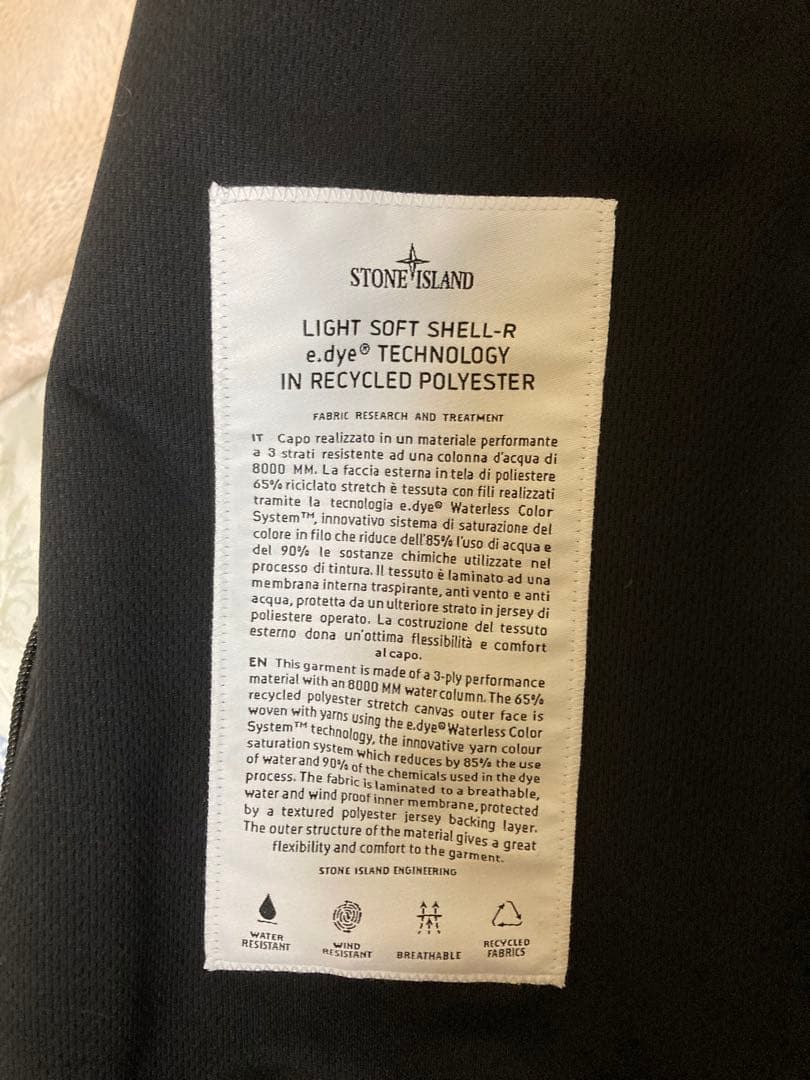 STONE ISLAND
LIGHT SOFT SHELL-R
e.dye® TECHNOLOGY
IN RECYCLED POLYESTER
FABRIC RESEARCH AND TREATMENT
IT Capo realizzato in un materiale performante
a 3 strati resistente ad una colonna d'acqua di
8000 MM. La faccia esterna in tela di poliestere
65% riciclato stretch è tessuta con fili realizzati
tramite la tecnologia e.dye® Waterless Color
System™, innovativo sistema di saturazione del
colore in filo che riduce dell'85% l'uso di acqua e
del 90% le sostanze chimiche utilizzate nel
processo di tintura. Il tessuto è laminato ad una
membrana interna traspirante, anti vento e anti
acqua, protetta da un ulteriore strato in jersey di
poliestere operato. La costruzione del tessuto
esterno dona un'ottima flessibilità e comfort
al capo.
EN This garment is made of a 3-ply performance
material with an 8000 MM water column. The 65%
recycled polyester stretch canvas outer face is
woven with yarns using the e.dye® Waterless Color
System™ technology, the innovative yarn colour
saturation system which reduces by 85% the use
of water and 90% of the chemicals used in the dye
process. The fabric is laminated to a breathable,
water and wind proof inner membrane, protected
by a textured polyester jersey backing layer.
The outer structure of the material gives a great
flexibility and comfort to the garment.
STONE ISLAND ENGINEERING
WATER
RESISTANT
WIND
RESISTANT
BREATHABLE
RECYCLED
FABRICS